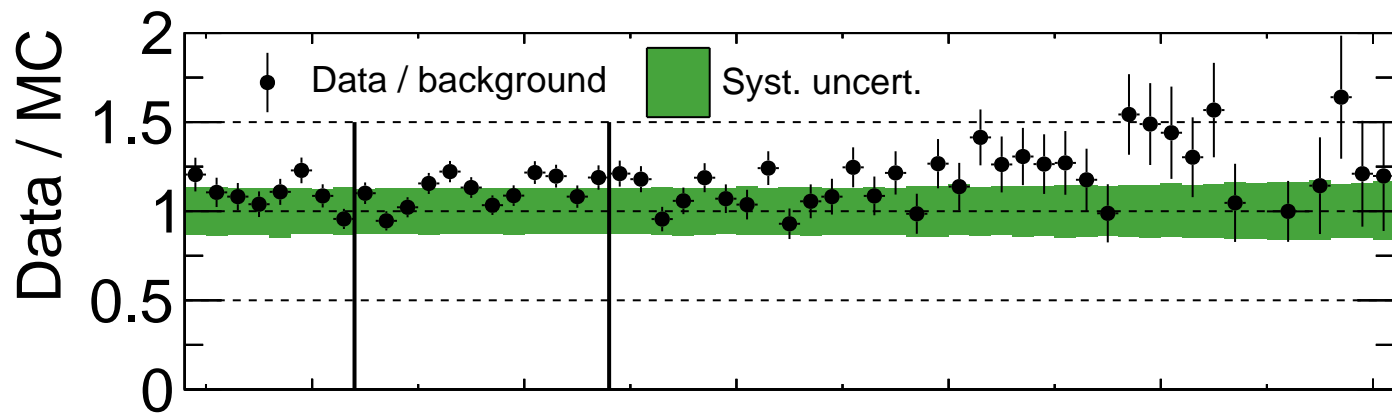 Data / MC
2
1.5
1
0.5
0
Data / background
Syst. uncert.